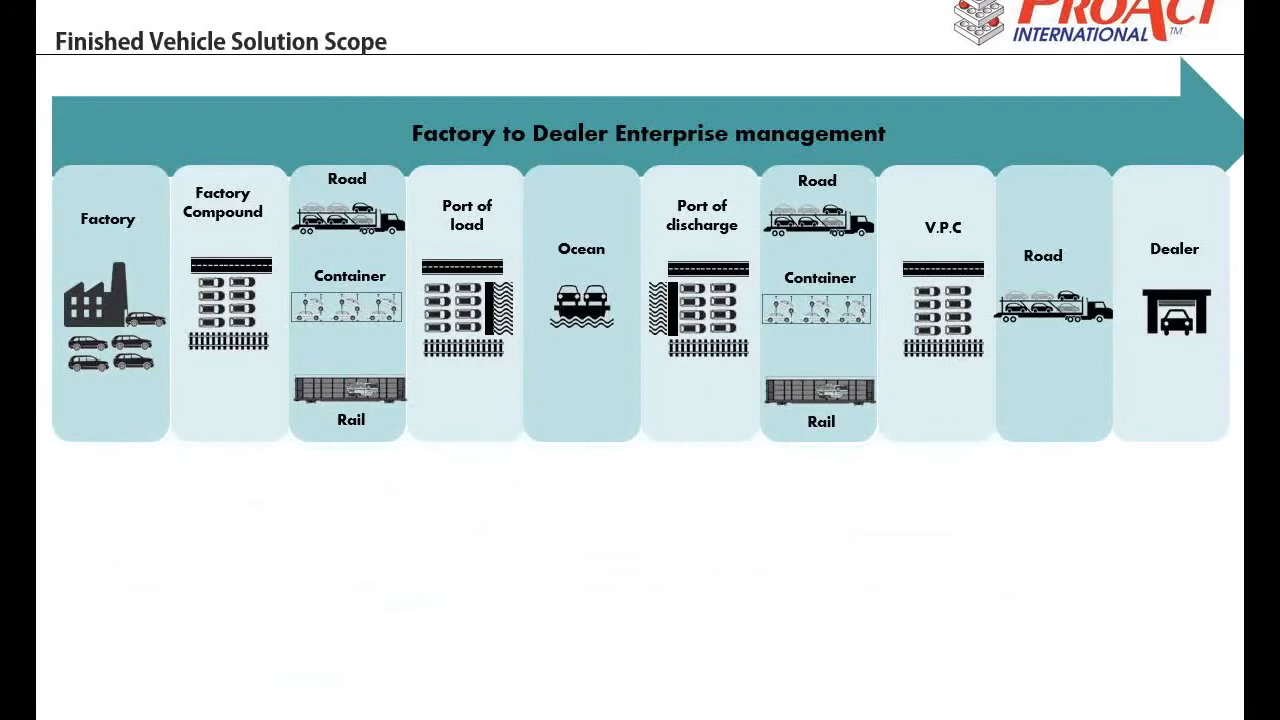 Finished Vehicle Solution Scope
PROACT
INTERNATIONAL
TM
Factory to Dealer Enterprise management
Factory
Factory
Compound
Road
Container
Rail
Port of
load
Ocean
Port of
discharge
Road
Container
Rail
V.P.C
Road
Dealer